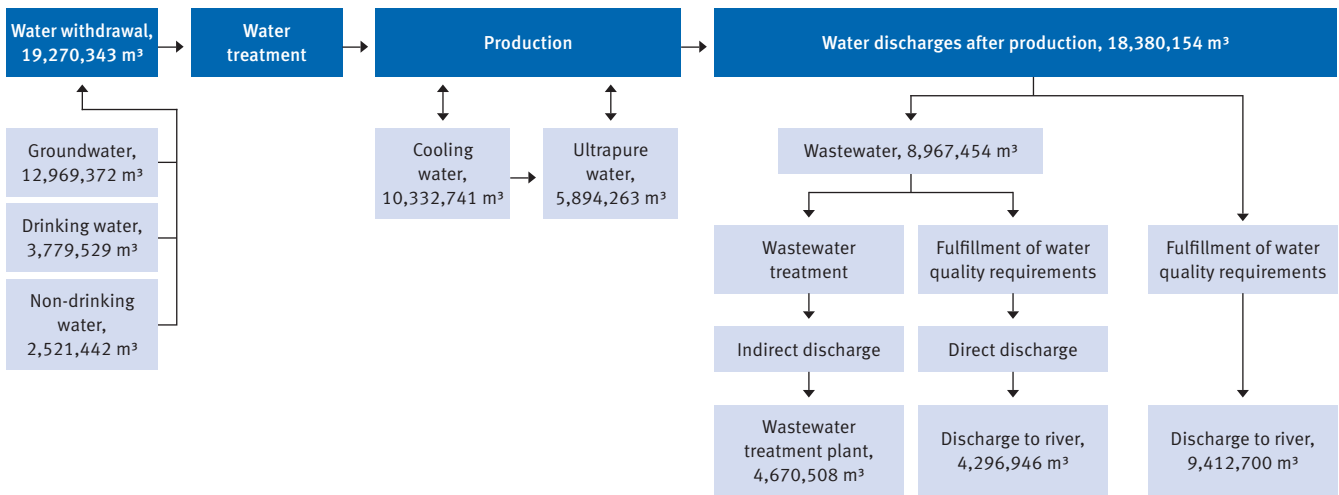 Water withdrawal,
19,270,343 m³
Water
treatment
Production
Water discharges after production, 18,380,154 m³
Groundwater,
12,969,372 m³
Drinking water,
3,779,529 m³
Non-drinking
water,
2,521,442 m³
Cooling
water,
10,332,741 m³
Ultrapure
water,
5,894,263 m³
Wastewater, 8,967,454 m³
Wastewater
treatment
Fulfillment of water
quality requirements
Fulfillment of water
quality requirements
Indirect discharge
Direct discharge
Wastewater
treatment plant,
4,670,508 m³
Discharge to river,
4,296,946 m³
Discharge to river,
9,412,700 m³